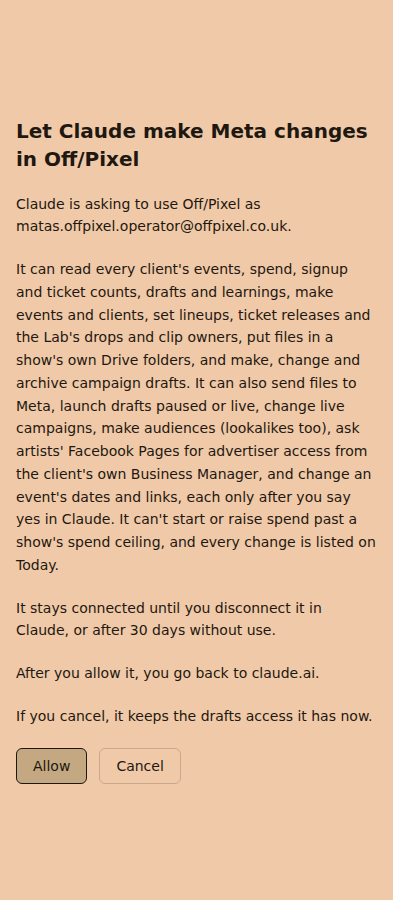 Let Claude make Meta changes
in Off/Pixel
Claude is asking to use Off/Pixel as
matas.offpixel.operator@offpixel.co.uk.
It can read every client's events, spend, signup
and ticket counts, drafts and learnings, make
events and clients, set lineups, ticket releases and
the Lab's drops and clip owners, put files in a
show's own Drive folders, and make, change and
archive campaign drafts. It can also send files to
Meta, launch drafts paused or live, change live
campaigns, make audiences (lookalikes too), ask
artists' Facebook Pages for advertiser access from
the client's own Business Manager, and change an
event's dates and links, each only after you say
yes in Claude. It can't start or raise spend past a
show's spend ceiling, and every change is listed on
Today.
It stays connected until you disconnect it in
Claude, or after 30 days without use.
After you allow it, you go back to claude.ai.
If you cancel, it keeps the drafts access it has now.
Allow
Cancel